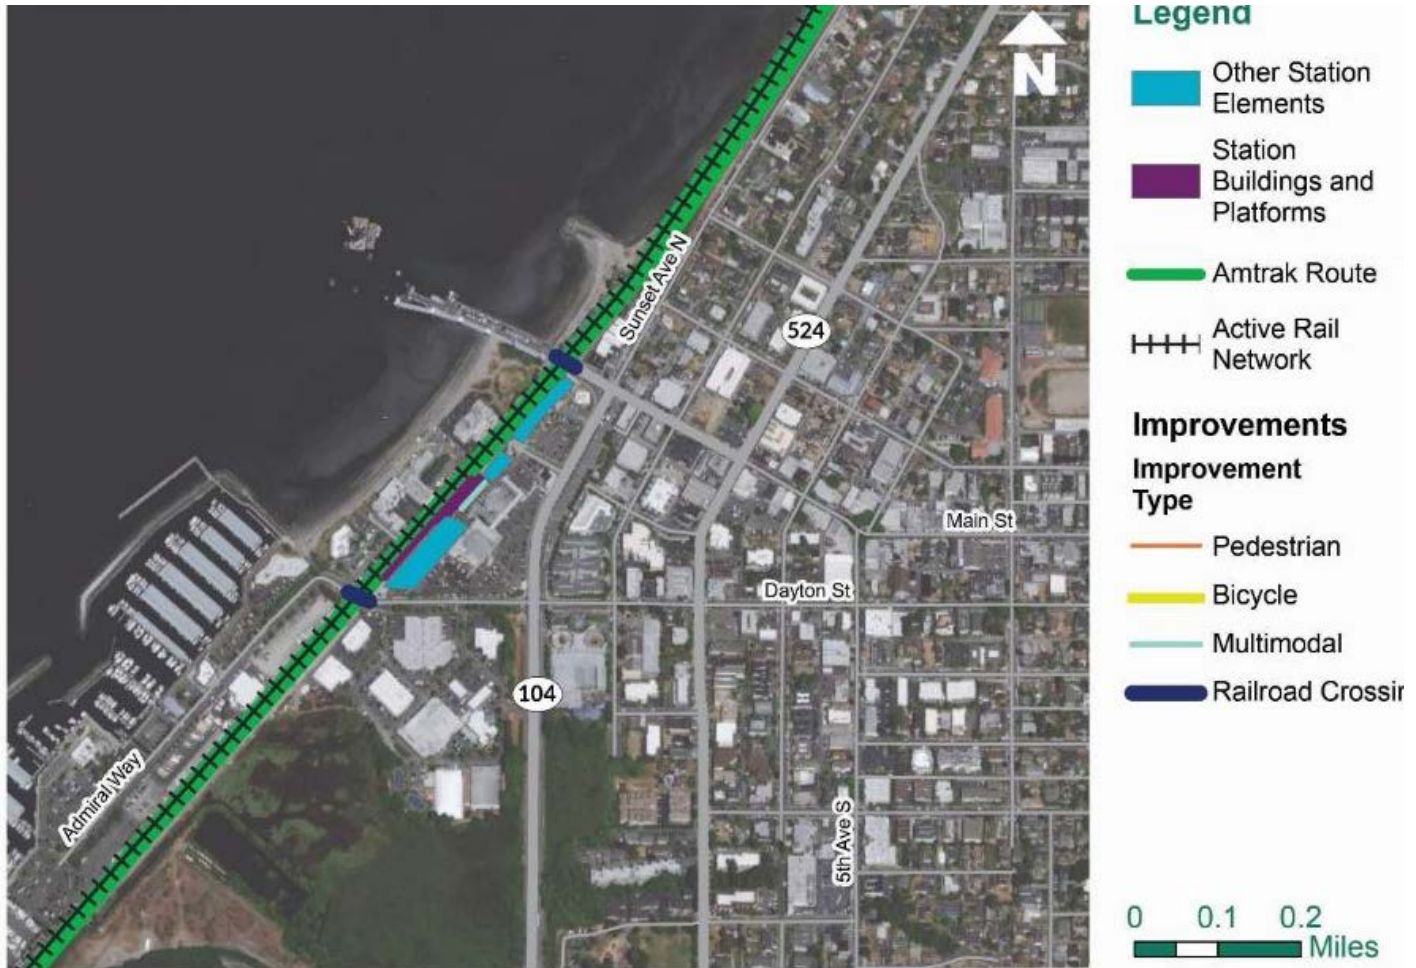 Legend
N
Other Station
Elements
Station
Buildings and
Platforms
Amtrak Route
Active Rail
Network
Improvements
Improvement
Type
Pedestrian
Bicycle
Multimodal
Railroad Crossin
Sunset Ave N
524
Main St
Dayton St
104
Admiral Way
5th Ave S
0 0.1 0.2
Miles